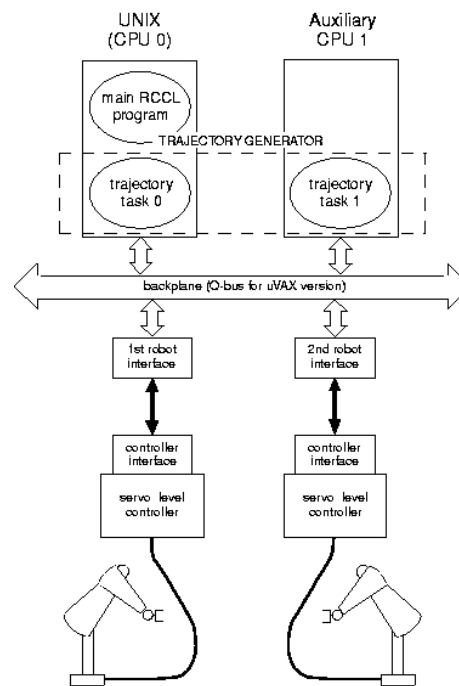 UNIX
(CPU 0)
Auxiliary
CPU 1
main RCCL
program
TRAJECTORY GENERATOR
trajectory
task 0
trajectory
task 1
backplane (Q-bus for uVAX version)
1st robot
interface
2nd robot
interface
controller
interface
controller
interface
servo level
controller
servo level
controller